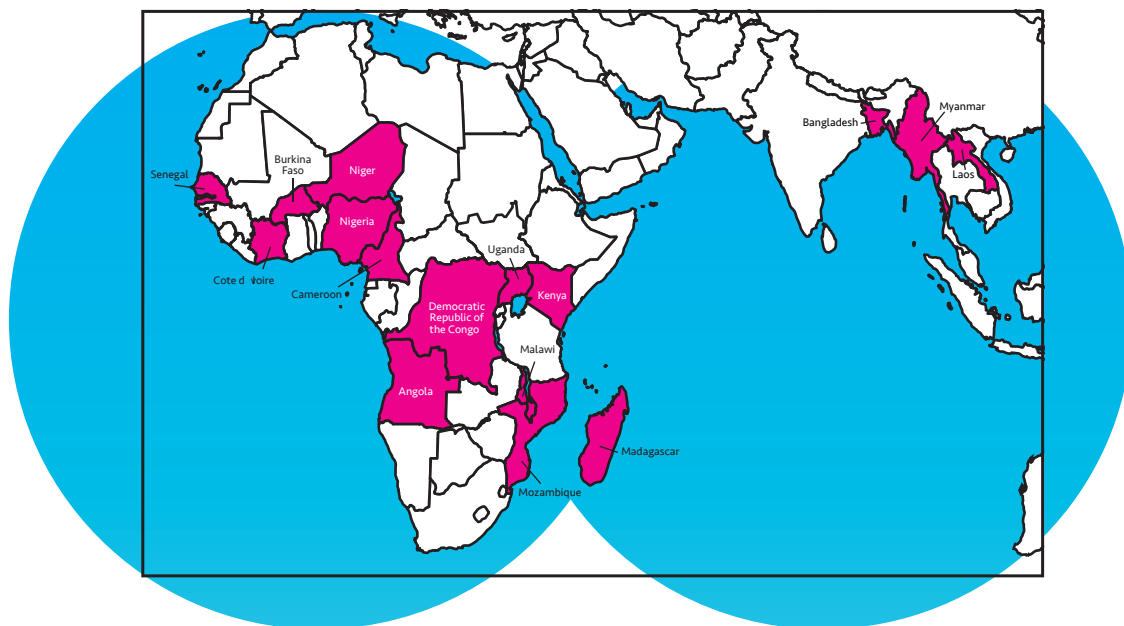 Myanmar
Bangladesh
Burkina
Faso
Niger
Senegal
Laos
Nigeria
Uganda
Cote d voire
Cameroon
Kenya
Democratic
Republic of
the Congo
Malawi
Angola
Madagascar
Mozambique